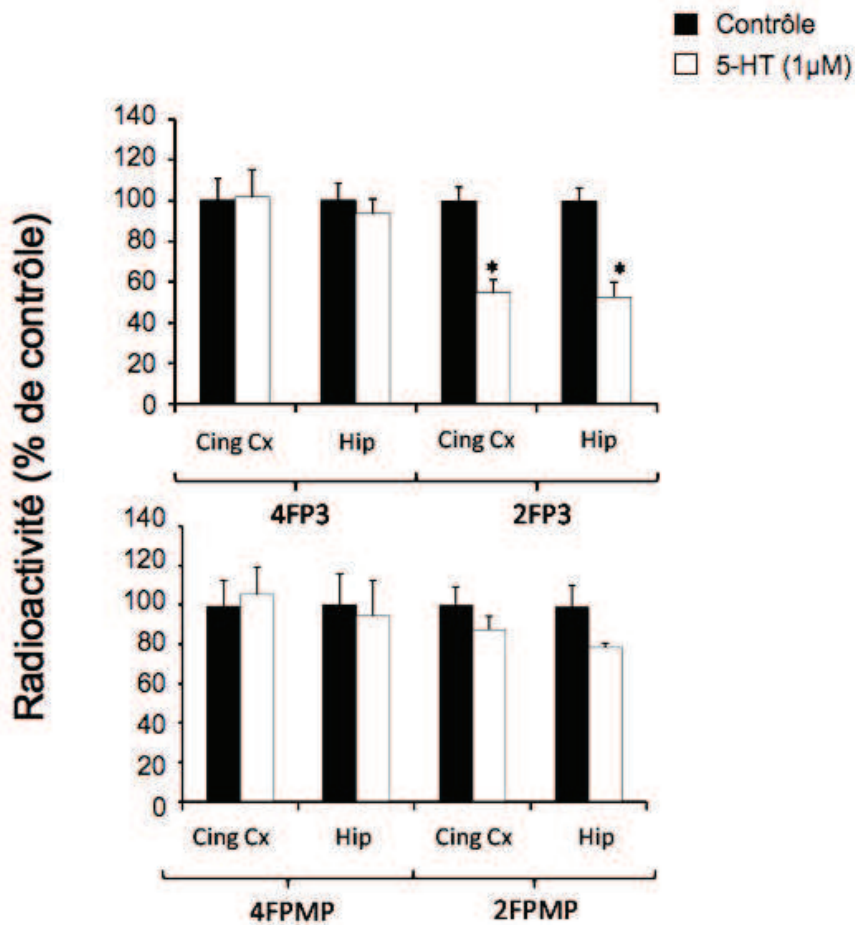 Contrôle
5-HT (1µM)
Radioactivité (% de contrôle)
140
120
100
80
60
40
20
0
* *
Cing Cx Hip Cing Cx Hip
4FP3 2FP3
140
120
100
80
60
40
20
0
Cing Cx Hip Cing Cx Hip
4FPMP 2FPMP